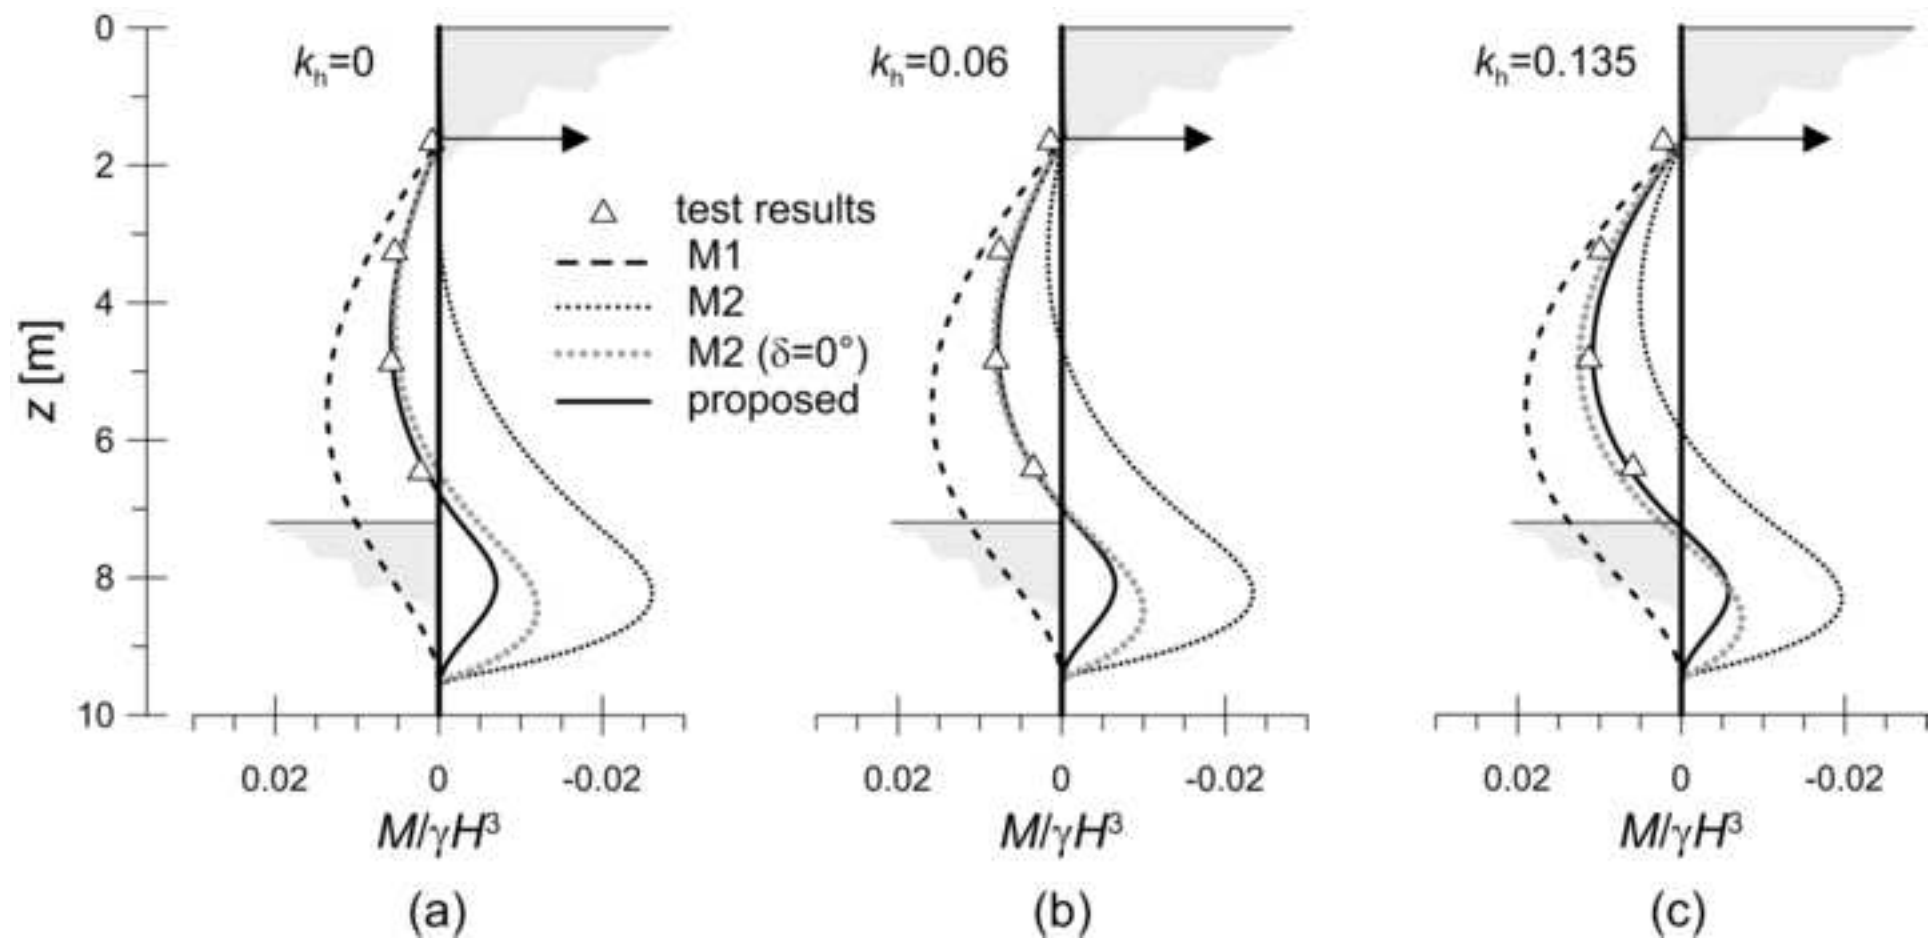 0
2
4
6
8
10
z [m]
kh=0
kh=0.06
kh=0.135
test results
M1
M2
M2 (δ=0°)
proposed
0.02 0 -0.02
0.02 0 -0.02
0.02 0 -0.02
M/γH³
M/γH³
M/γH³
(a)
(b)
(c)